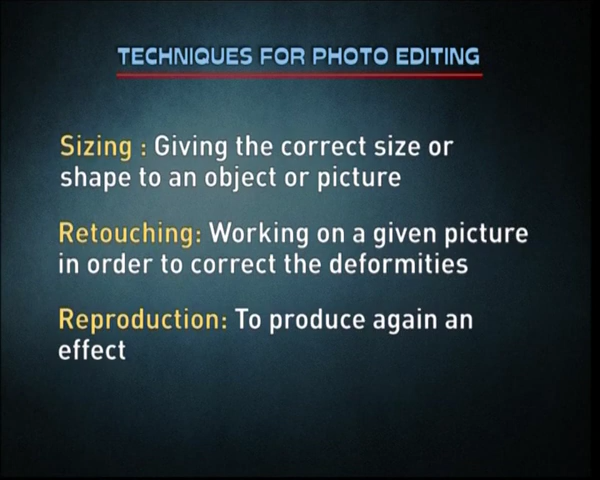 TECHNIQUES FOR PHOTO EDITING
Sizing : Giving the correct size or
shape to an object or picture
Retouching: Working on a given picture
in order to correct the deformities
Reproduction: To produce again an
effect